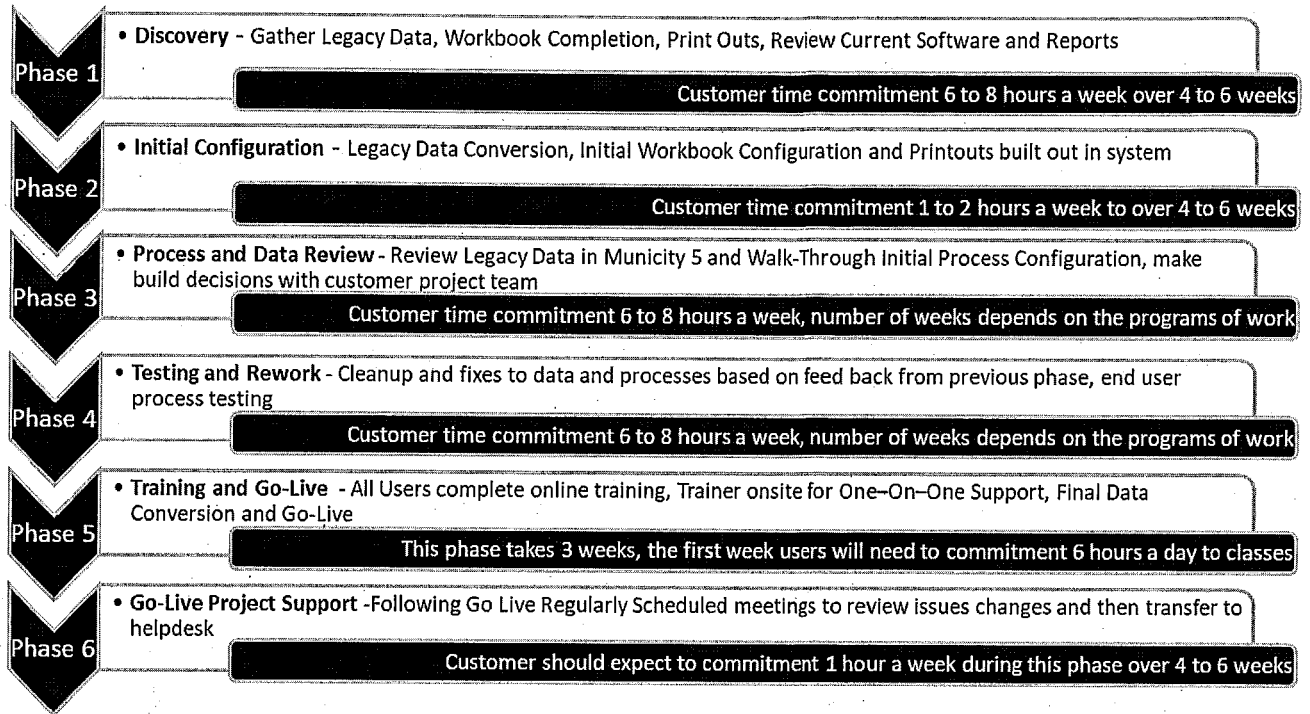 Phase 1
• Discovery - Gather Legacy Data, Workbook Completion, Print Outs, Review Current Software and Reports
Customer time commitment 6 to 8 hours a week over 4 to 6 weeks
Phase 2
• Initial Configuration - Legacy Data Conversion, Initial Workbook Configuration and Printouts built out in system
Customer time commitment 1 to 2 hours a week to over 4 to 6 weeks
Phase 3
• Process and Data Review - Review Legacy Data in Municity 5 and Walk-Through Initial Process Configuration, make
build decisions with customer project team
Customer time commitment 6 to 8 hours a week, number of weeks depends on the programs of work
Phase 4
• Testing and Rework - Cleanup and fixes to data and processes based on feed back from previous phase, end user
process testing
Customer time commitment 6 to 8 hours a week, number of weeks depends on the programs of work
Phase 5
• Training and Go-Live - All Users complete online training, Trainer onsite for One–On–One Support, Final Data
Conversion and Go-Live
This phase takes 3 weeks, the first week users will need to commitment 6 hours a day to classes
Phase 6
• Go-Live Project Support -Following Go Live Regularly Scheduled meetings to review issues changes and then transfer to
helpdesk
Customer should expect to commitment 1 hour a week during this phase over 4 to 6 weeks